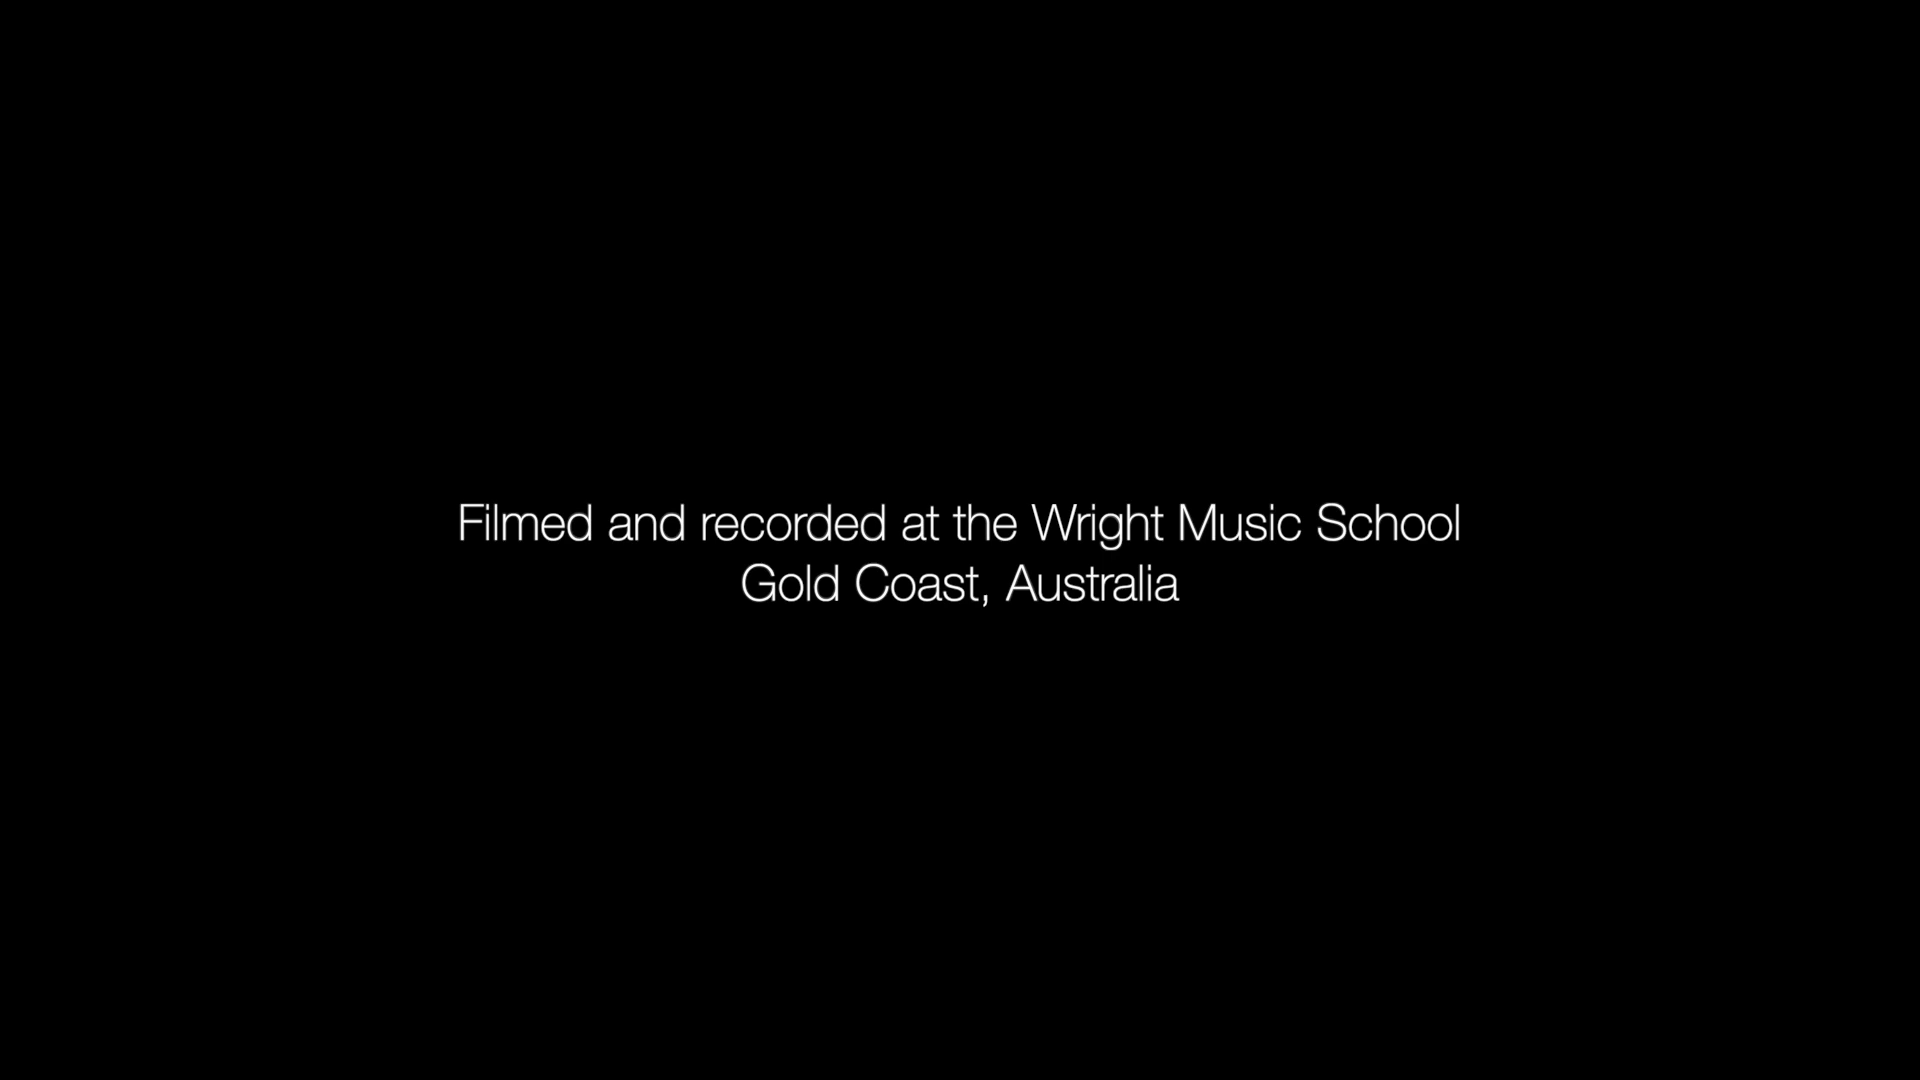 Filmed and recorded at the Wright Music School
Gold Coast, Australia